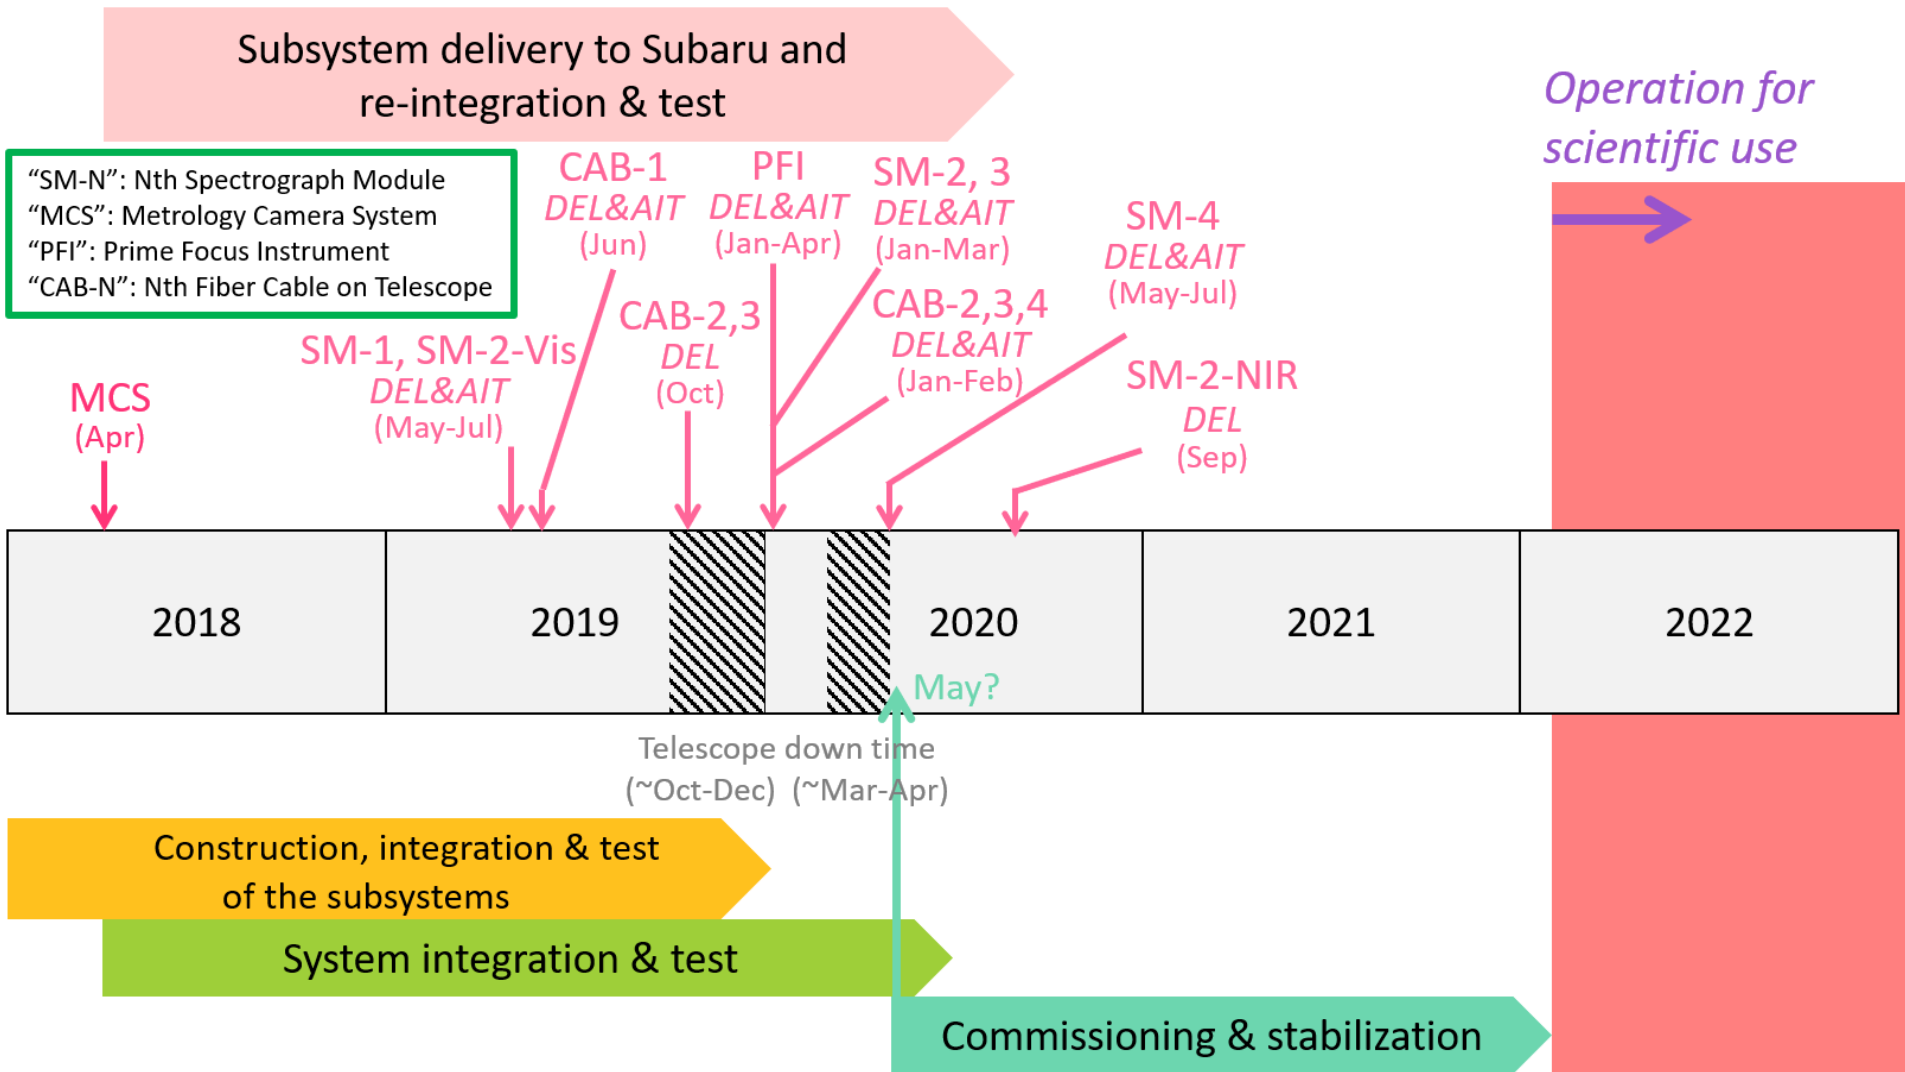 Subsystem delivery to Subaru and
re-integration & test
Operation for
scientific use
“SM-N”: Nth Spectrograph Module
“MCS”: Metrology Camera System
“PFI”: Prime Focus Instrument
“CAB-N”: Nth Fiber Cable on Telescope
CAB-1
DEL&AIT
(Jun)
PFI
DEL&AIT
(Jan-Apr)
SM-2, 3
DEL&AIT
(Jan-Mar)
SM-4
DEL&AIT
(May-Jul)
CAB-2,3
DEL
(Oct)
CAB-2,3,4
DEL&AIT
(Jan-Feb)
SM-1, SM-2-Vis
DEL&AIT
(May-Jul)
SM-2-NIR
DEL
(Sep)
MCS
(Apr)
2018
2019
2020
2021
2022
May?
Telescope down time
(~Oct-Dec) (~Mar-Apr)
Construction, integration & test
of the subsystems
System integration & test
Commissioning & stabilization